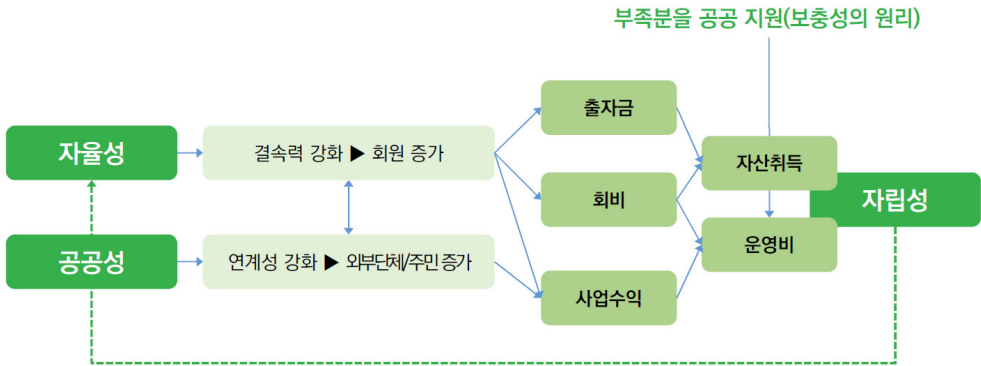 부족분을 공공 지원(보충성의 원리)
출자금
자율성
결속력 강화 ▶ 회원 증가
자산취득
회비
자립성
공공성
연계성 강화 ▶ 외부단체/주민 증가
운영비
사업수익